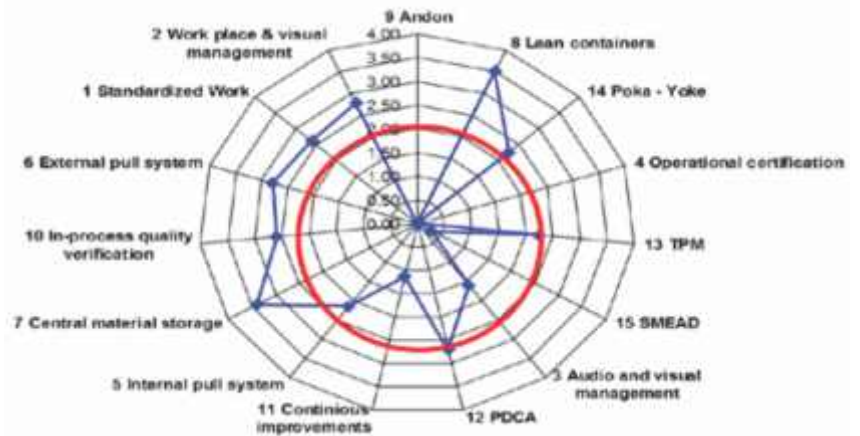 9 Andon
2 Work place & visual
management
8 Lean containers
1 Standardized Work
14 Poka - Yoke
6 External pull system
4 Operational certification
10 In-process quality
verification
13 TPM
7 Central material storage
15 SMEAD
5 Internal pull system
3 Audio and visual
management
11 Continious
improvements
12 PDCA
4.00
3.50
3.00
2.50
2.00
1.50
1.00
0.50
0.00